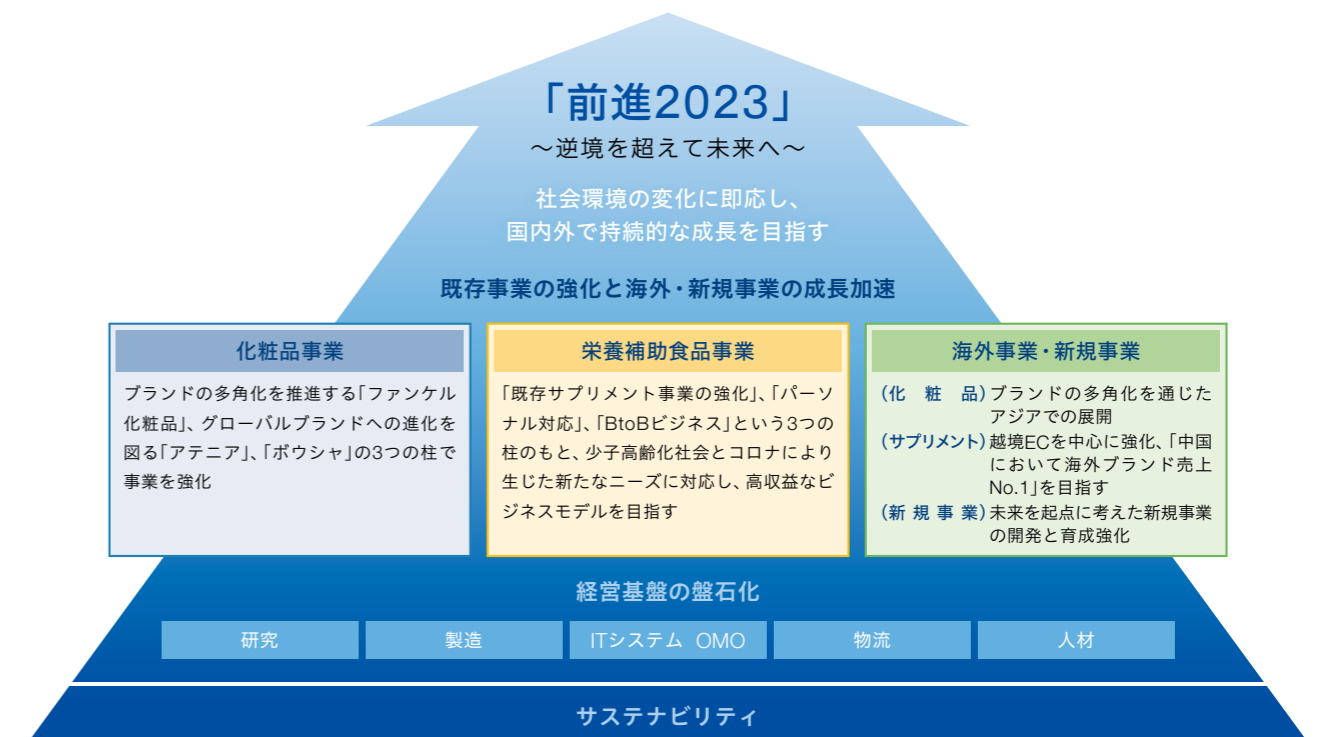 「前進2023」
～逆境を超えて未来へ～
社会環境の変化に即応し、
国内外で持続的な成長を目指す
既存事業の強化と海外・新規事業の成長加速
化粧品事業
ブランドの多角化を推進する「ファンケル
化粧品」、グローバルブランドへの進化を
図る「アテニア」、「ボウシャ」の3つの柱で
事業を強化
栄養補助食品事業
「既存サプリメント事業の強化」、「パーソ
ナル対応」、「BtoBビジネス」という3つの
柱のもと、少子高齢化社会とコロナにより
生じた新たなニーズに対応し、高収益なビ
ジネスモデルを目指す
海外事業・新規事業
（化粧品）ブランドの多角化を通じた
アジアでの展開
（サプリメント）越境ECを中心に強化、「中国
において海外ブランド売上
No.1」を目指す
（新規事業）未来を起点に考えた新規事業
の開発と育成強化
経営基盤の盤石化
研究
製造
ITシステム OMO
物流
人材
サステナビリティ